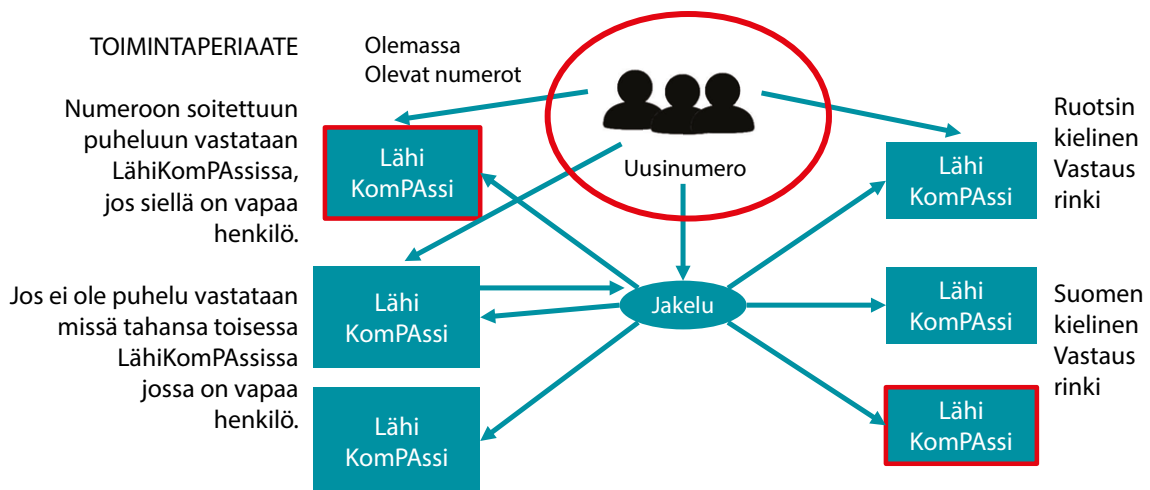 TOIMINTAPERIAATE
Numeroon soitettuun
puheluun vastataan
LähiKomPAssissa,
jos siellä on vapaa
henkilö.
Jos ei ole puhelu vastataan
missä tahansa toisessa
LähiKomPAssissa
jossa on vapaa
henkilö.
Olemassa
Olevat numerot
Lähi
KomPAssi
Lähi
KomPAssi
Lähi
KomPAssi
Uusinumero
Jakelu
Lähi
KomPAssi
Lähi
KomPAssi
Lähi
KomPAssi
Ruotsin
kielinen
Vastaus
rinki
Suomen
kielinen
Vastaus
rinki